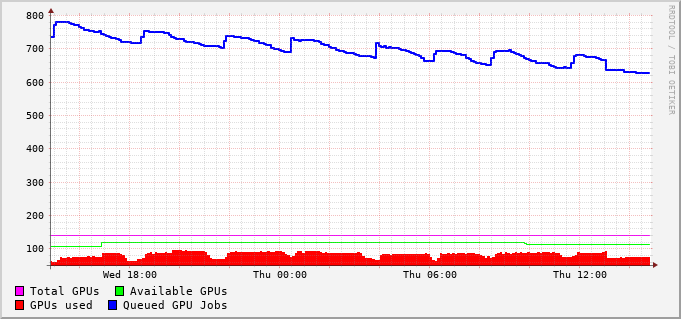 800
700
600
500
400
300
200
100
Wed 18:00 Thu 00:00 Thu 06:00 Thu 12:00
Total GPUs Available GPUs
GPUs used Queued GPU Jobs
RRDTOOL / TOBI OETIKER